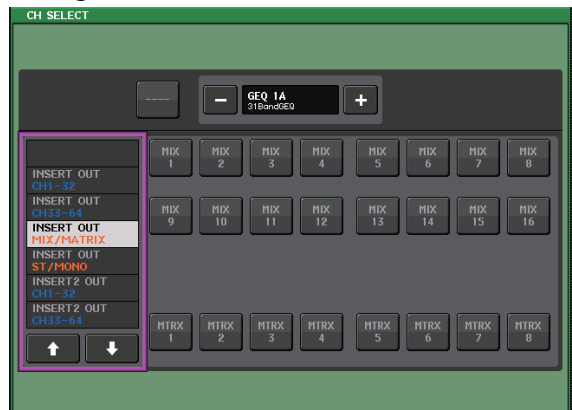 CH SELECT
----
−
GEQ 1A
31BandGEQ
+
INSERT OUT
CH1-32
INSERT OUT
CH33-64
INSERT OUT
MIX/MATRIX
INSERT OUT
ST/MONO
INSERT2 OUT
CH1-32
INSERT2 OUT
CH33-64
MIX 1
MIX 2
MIX 3
MIX 4
MIX 5
MIX 6
MIX 7
MIX 8
MIX 9
MIX 10
MIX 11
MIX 12
MIX 13
MIX 14
MIX 15
MIX 16
MTRX 1
MTRX 2
MTRX 3
MTRX 4
MTRX 5
MTRX 6
MTRX 7
MTRX 8